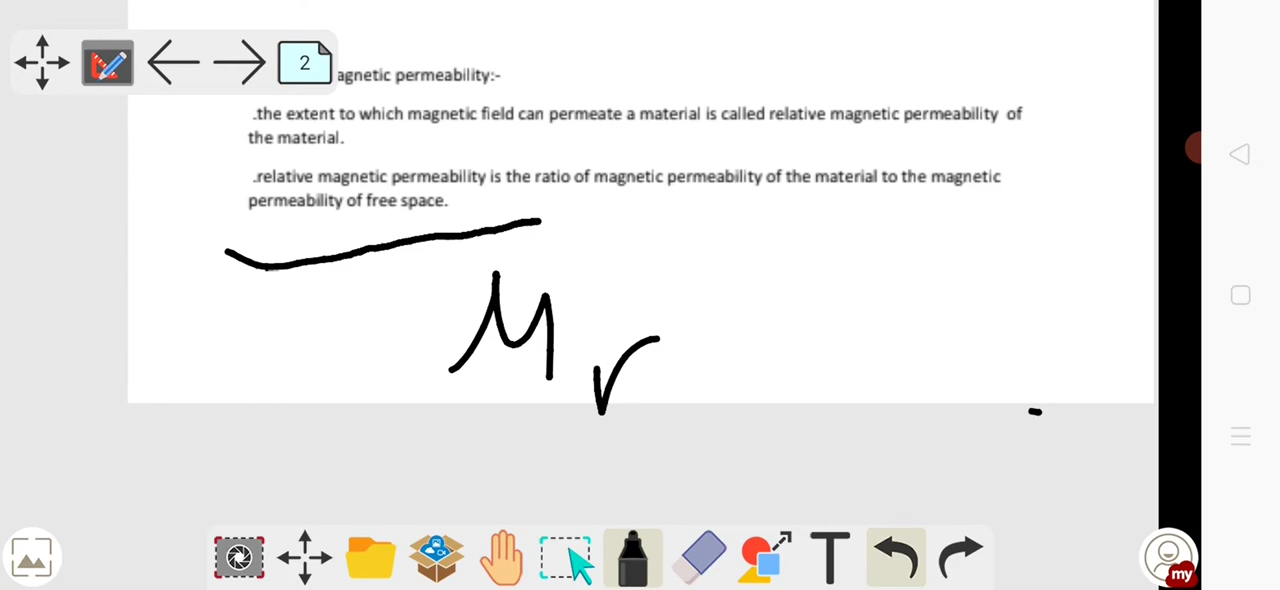 2
agnetic permeability:-
.the extent to which magnetic field can permeate a material is called relative magnetic permeability of
the material.
.relative magnetic permeability is the ratio of magnetic permeability of the material to the magnetic
permeability of free space.
μr
T
my